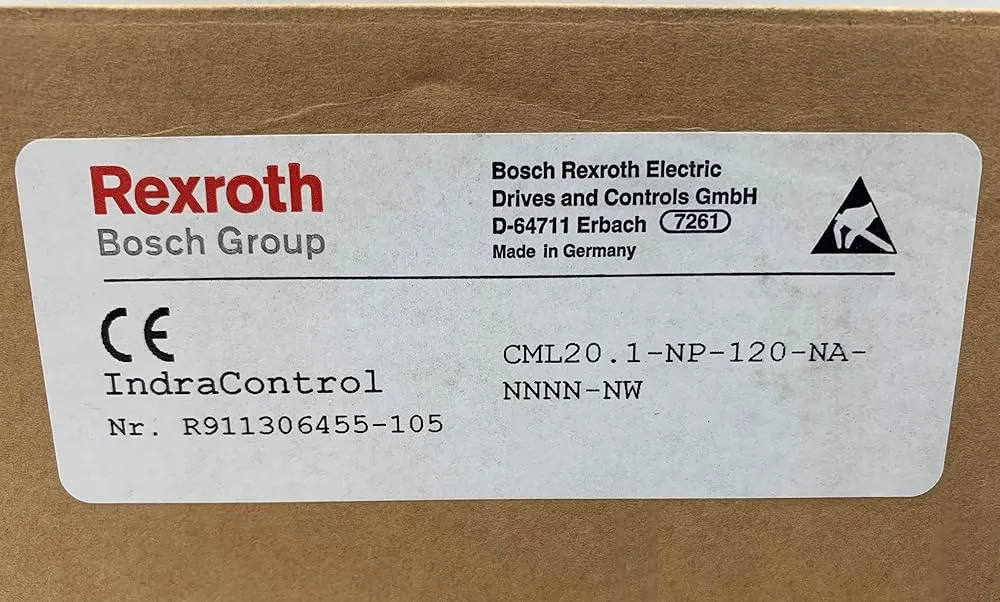 Rexroth
Bosch Group
Bosch Rexroth Electric
Drives and Controls GmbH
D-64711 Erbach 7261
Made in Germany
CE
IndraControl
Nr. R911306455-105
CML20.1-NP-120-NA-
NNNN-NW